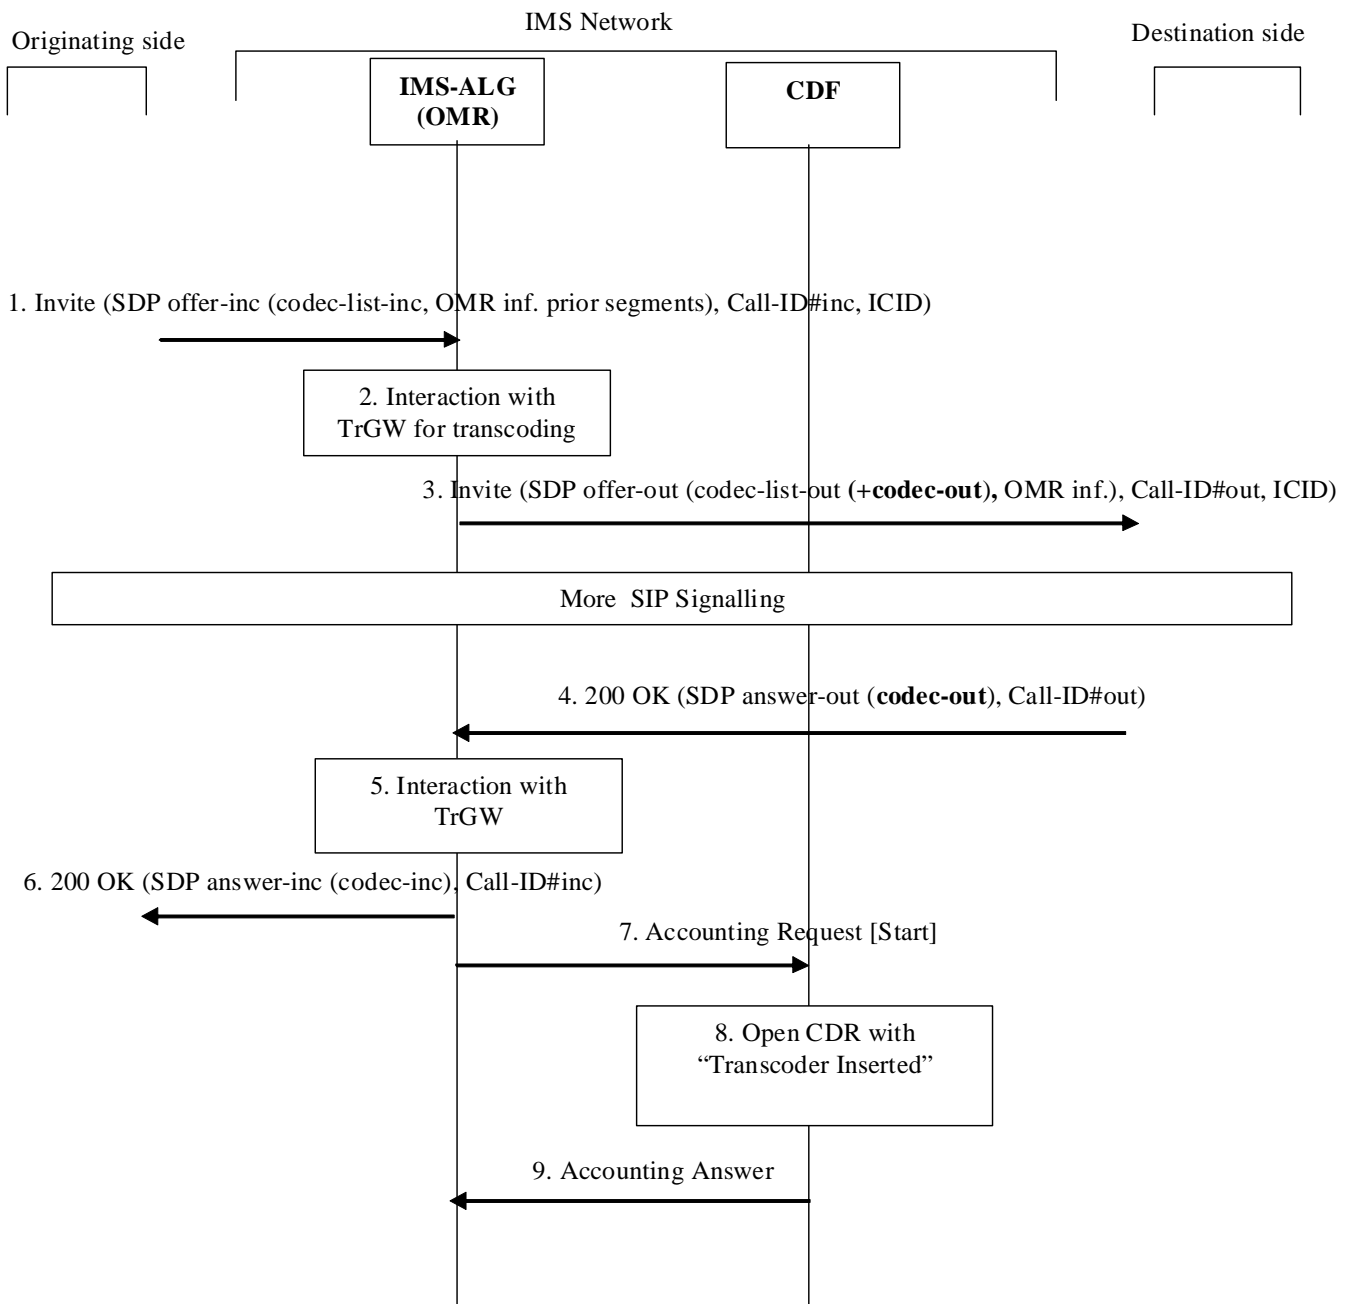 IMS Network
Originating side
Destination side
IMS-ALG
(OMR)
CDF
1. Invite (SDP offer-inc (codec-list-inc, OMR inf. prior segments), Call-ID#inc, ICID)
2. Interaction with
TrGW for transcoding
3. Invite (SDP offer-out (codec-list-out (+codec-out), OMR inf.), Call-ID#out, ICID)
More SIP Signalling
4. 200 OK (SDP answer-out (codec-out), Call-ID#out)
5. Interaction with
TrGW
6. 200 OK (SDP answer-inc (codec-inc), Call-ID#inc)
7. Accounting Request [Start]
8. Open CDR with
“Transcoder Inserted”
9. Accounting Answer